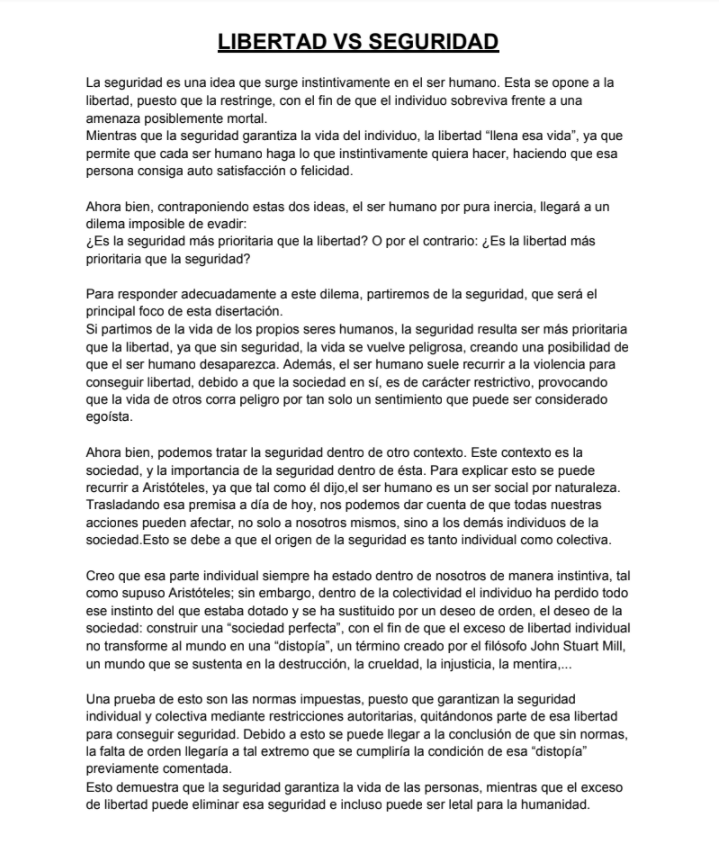 LIBERTAD VS SEGURIDAD
La seguridad es una idea que surge instintivamente en el ser humano. Esta se opone a la
libertad, puesto que la restringe, con el fin de que el individuo sobreviva frente a una
amenaza posiblemente mortal.
Mientras que la seguridad garantiza la vida del individuo, la libertad “llena esa vida”, ya que
permite que cada ser humano haga lo que instintivamente quiera hacer, haciendo que esa
persona consiga auto satisfacción o felicidad.
Ahora bien, contraponiendo estas dos ideas, el ser humano por pura inercia, llegará a un
dilema imposible de evadir:
¿Es la seguridad más prioritaria que la libertad? O por el contrario: ¿Es la libertad más
prioritaria que la seguridad?
Para responder adecuadamente a este dilema, partiremos de la seguridad, que será el
principal foco de esta disertación.
Si partimos de la vida de los propios seres humanos, la seguridad resulta ser más prioritaria
que la libertad, ya que sin seguridad, la vida se vuelve peligrosa, creando una posibilidad de
que el ser humano desaparezca. Además, el ser humano suele recurrir a la violencia para
conseguir libertad, debido a que la sociedad en sí, es de carácter restrictivo, provocando
que la vida de otros corra peligro por tan solo un sentimiento que puede ser considerado
egoísta.
Ahora bien, podemos tratar la seguridad dentro de otro contexto. Este contexto es la
sociedad, y la importancia de la seguridad dentro de ésta. Para explicar esto se puede
recurrir a Aristóteles, ya que tal como él dijo,el ser humano es un ser social por naturaleza.
Trasladando esa premisa a día de hoy, nos podemos dar cuenta de que todas nuestras
acciones pueden afectar, no solo a nosotros mismos, sino a los demás individuos de la
sociedad.Esto se debe a que el origen de la seguridad es tanto individual como colectiva.
Creo que esa parte individual siempre ha estado dentro de nosotros de manera instintiva, tal
como supuso Aristóteles; sin embargo, dentro de la colectividad el individuo ha perdido todo
ese instinto del que estaba dotado y se ha sustituido por un deseo de orden, el deseo de la
sociedad: construir una “sociedad perfecta”, con el fin de que el exceso de libertad individual
no transforme al mundo en una “distopía”, un término creado por el filósofo John Stuart Mill,
un mundo que se sustenta en la destrucción, la crueldad, la injusticia, la mentira,...
Una prueba de esto son las normas impuestas, puesto que garantizan la seguridad
individual y colectiva mediante restricciones autoritarias, quitándonos parte de esa libertad
para conseguir seguridad. Debido a esto se puede llegar a la conclusión de que sin normas,
la falta de orden llegaría a tal extremo que se cumpliría la condición de esa “distopía”
previamente comentada.
Esto demuestra que la seguridad garantiza la vida de las personas, mientras que el exceso
de libertad puede eliminar esa seguridad e incluso puede ser letal para la humanidad.